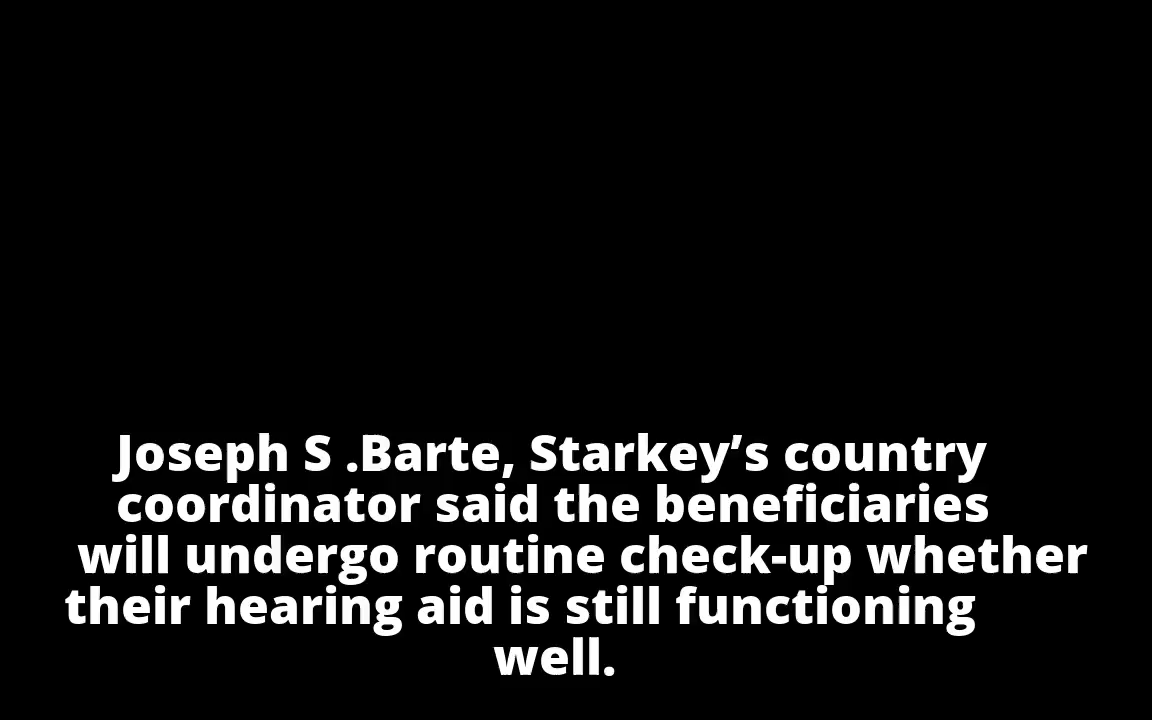 Joseph S .Barte, Starkey’s country
coordinator said the beneficiaries
will undergo routine check-up whether
their hearing aid is still functioning
well.